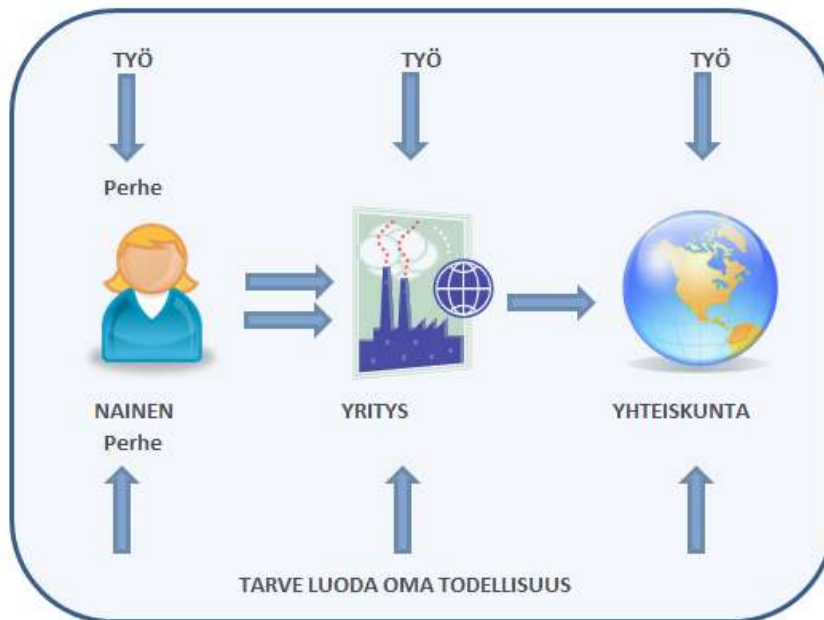 TYÖ TYÖ TYÖ
Perhe
NAINEN YRITYS YHTEISKUNTA
Perhe
TARVE LUODA OMA TODELLISUUS